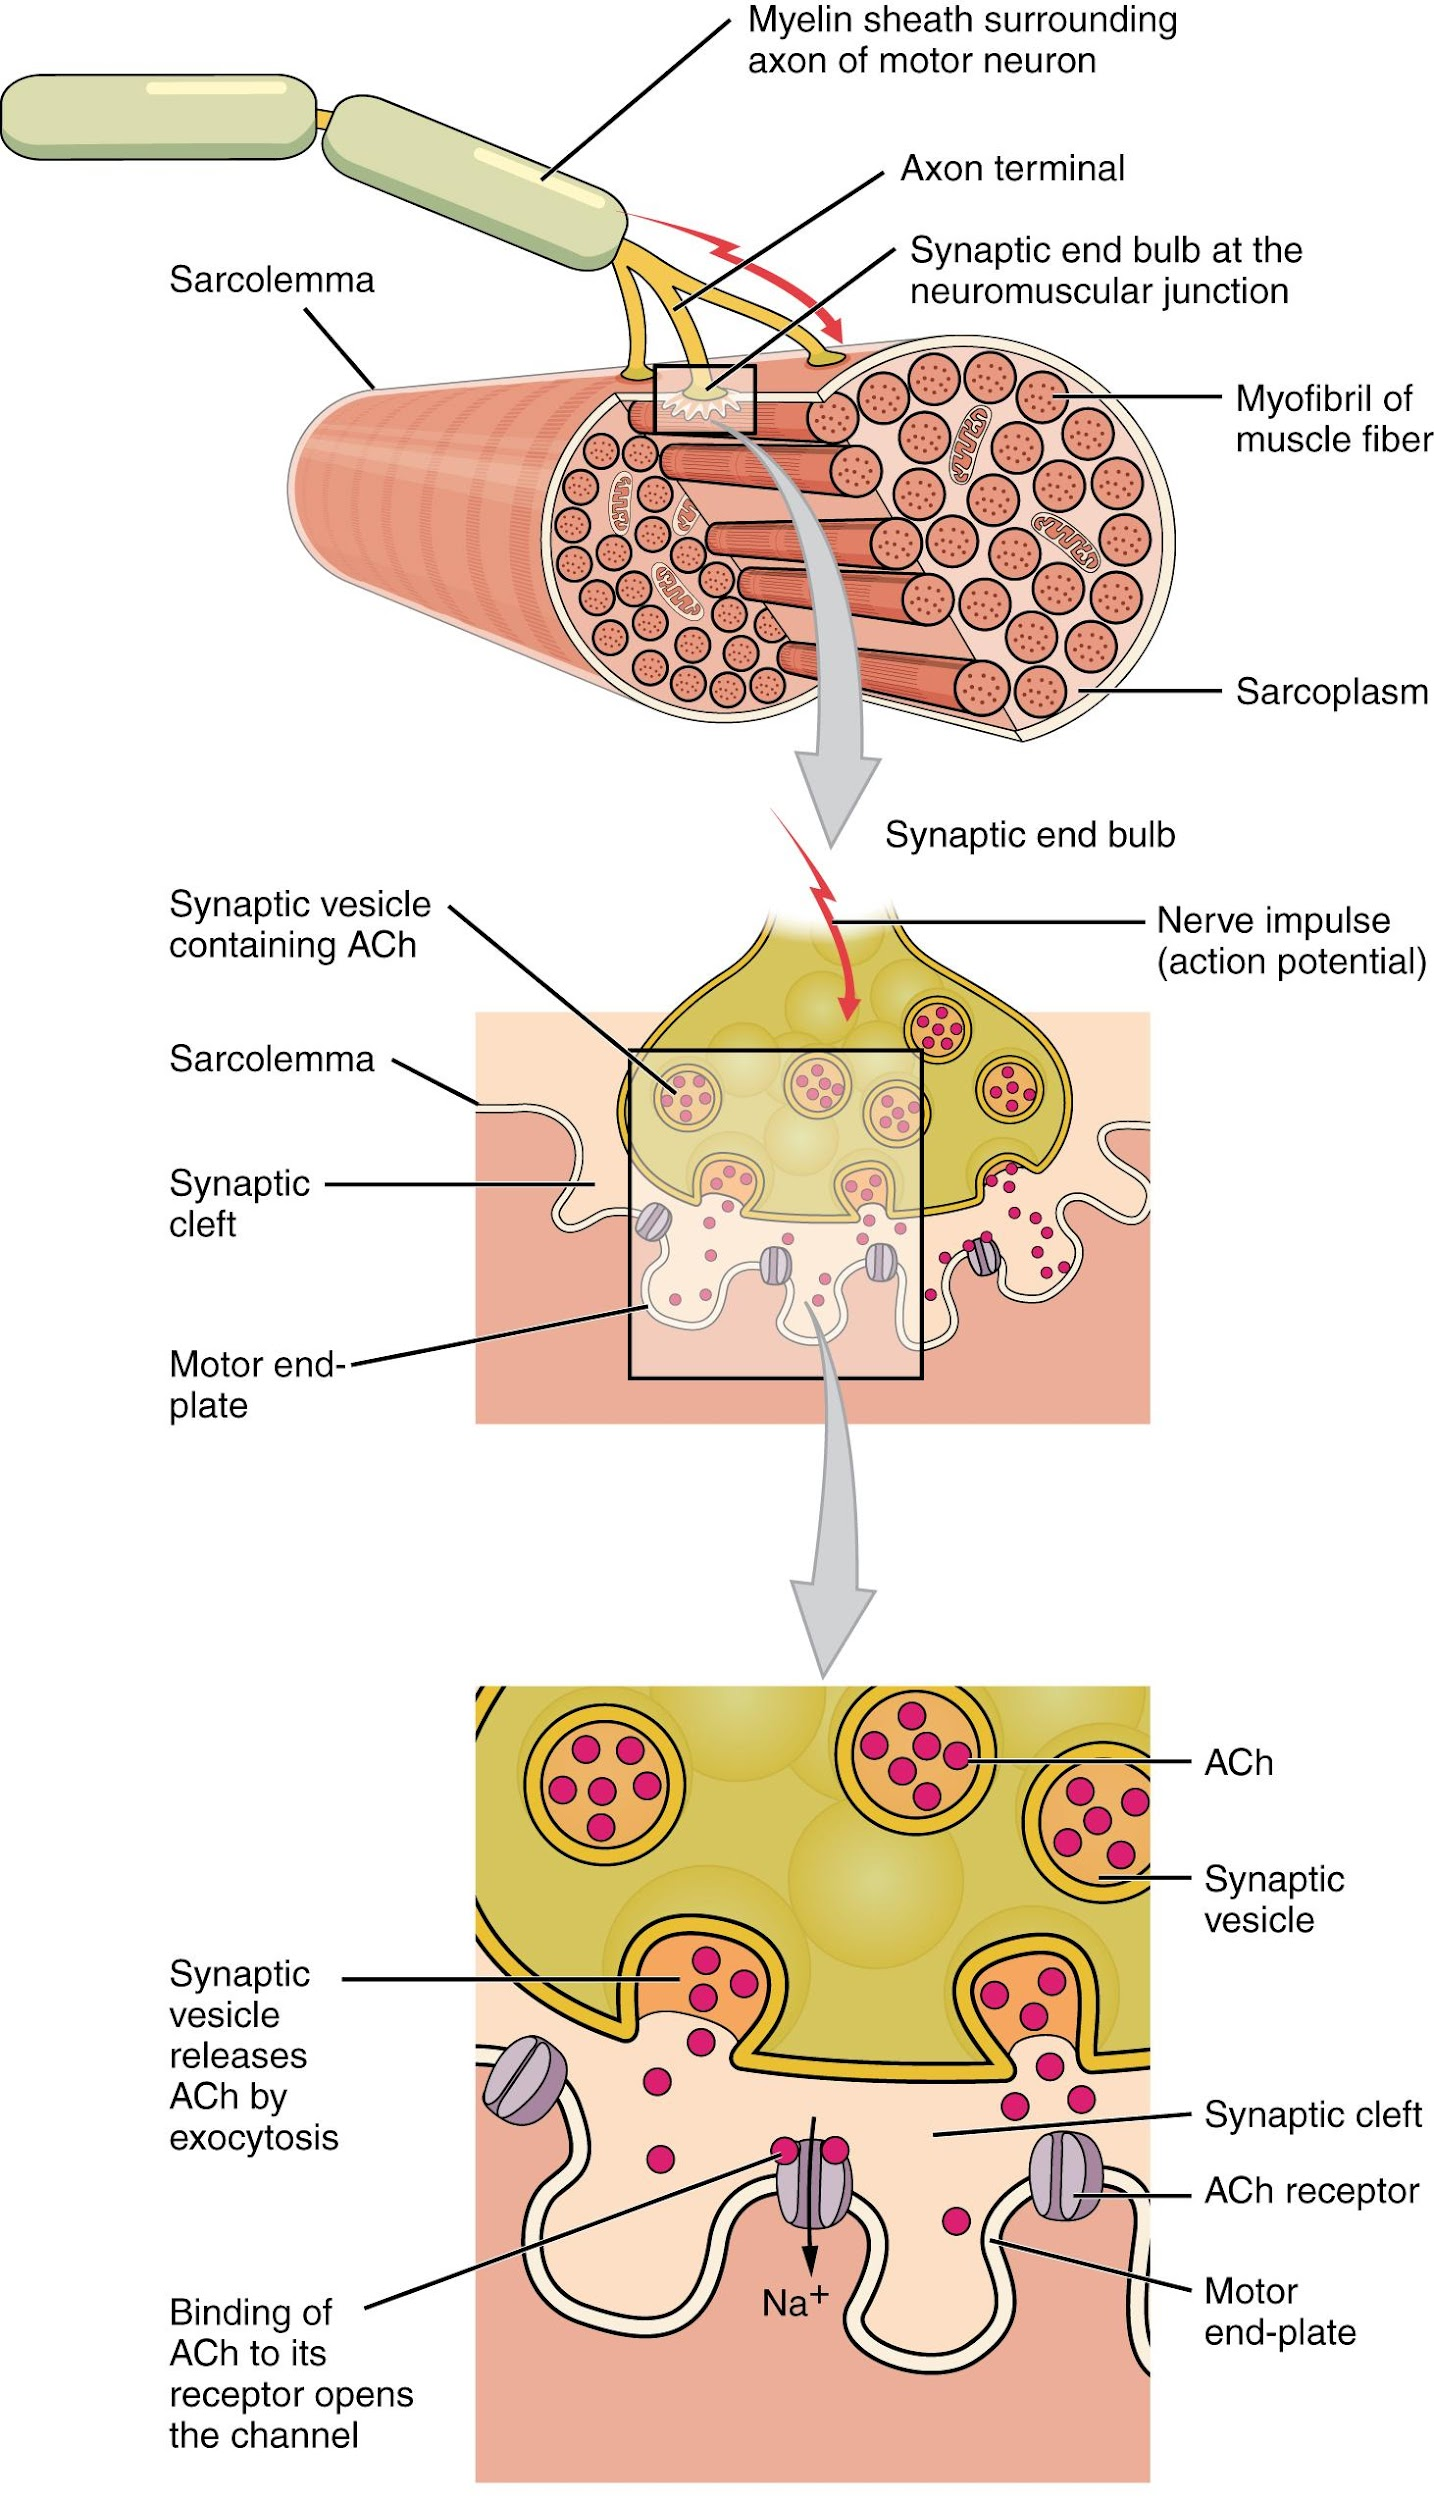 Myelin sheath surrounding
axon of motor neuron
Axon terminal
Synaptic end bulb at the
neuromuscular junction
Sarcolemma
Myofibril of
muscle fiber
Sarcoplasm
Synaptic end bulb
Synaptic vesicle
containing ACh
Nerve impulse
(action potential)
Sarcolemma
Synaptic
cleft
Motor end-
plate
ACh
Synaptic
vesicle
Synaptic
vesicle
releases
ACh by
exocytosis
Synaptic cleft
ACh receptor
Na⁺
Motor
end-plate
Binding of
ACh to its
receptor opens
the channel